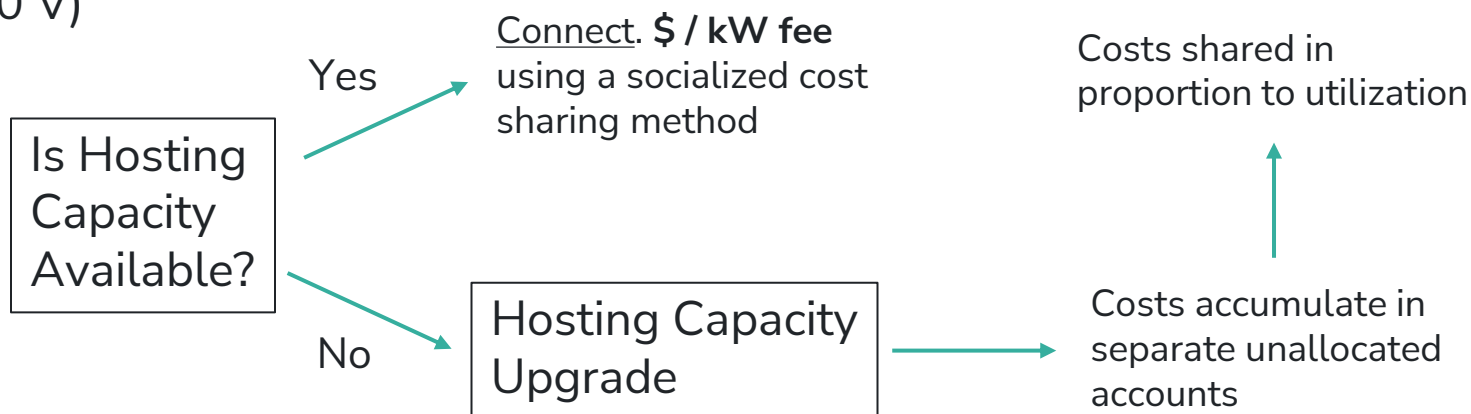 0 V)
Yes
Connect. $ / kW fee
using a socialized cost
sharing method
Costs shared in
proportion to utilization
Is Hosting
Capacity
Available?
No
Hosting Capacity
Upgrade
Costs accumulate in
separate unallocated
accounts